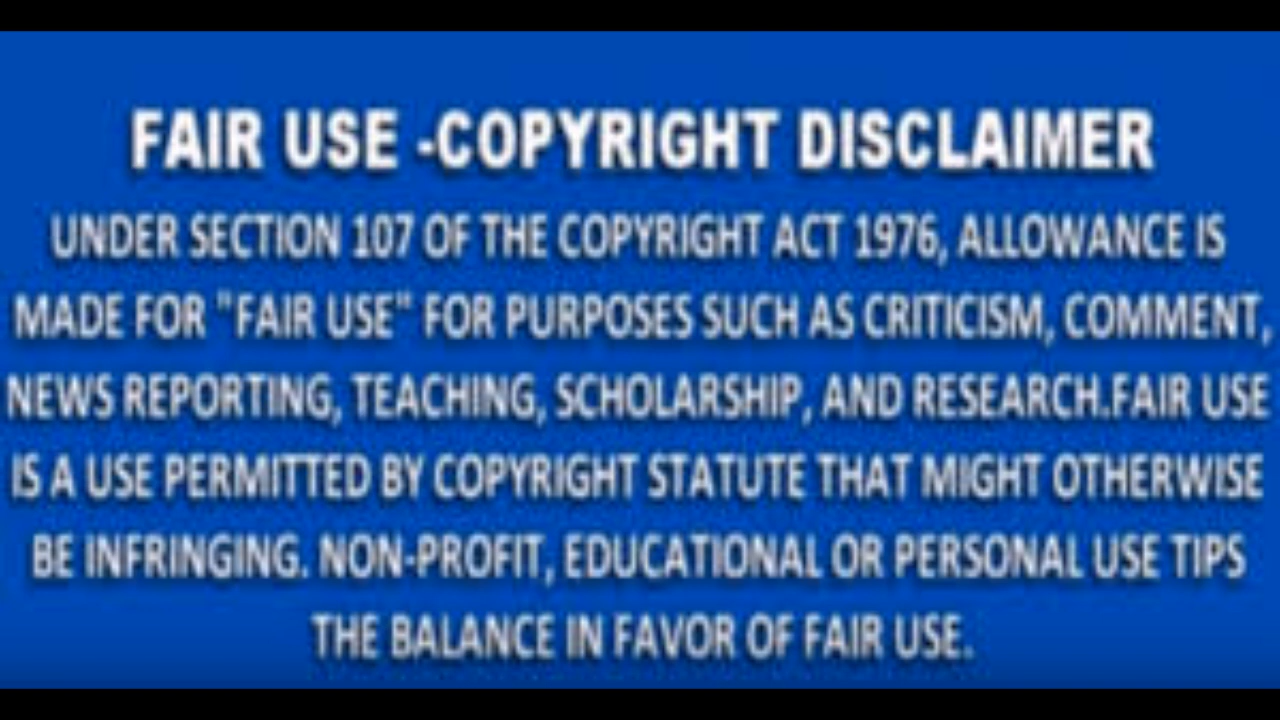 FAIR USE -COPYRIGHT DISCLAIMER
UNDER SECTION 107 OF THE COPYRIGHT ACT 1976, ALLOWANCE IS
MADE FOR "FAIR USE" FOR PURPOSES SUCH AS CRITICISM, COMMENT,
NEWS REPORTING, TEACHING, SCHOLARSHIP, AND RESEARCH.FAIR USE
IS A USE PERMITTED BY COPYRIGHT STATUTE THAT MIGHT OTHERWISE
BE INFRINGING. NON-PROFIT, EDUCATIONAL OR PERSONAL USE TIPS
THE BALANCE IN FAVOR OF FAIR USE.